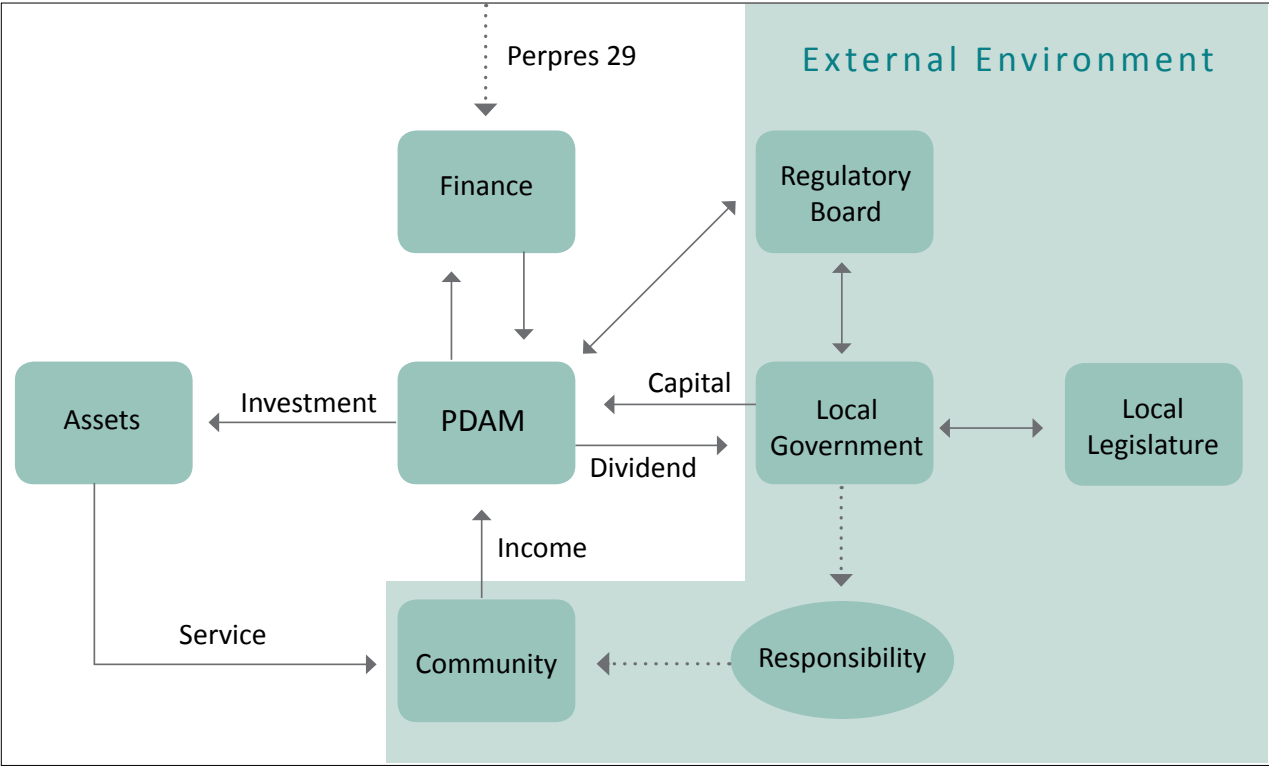 Perpres 29
External Environment
Finance
Regulatory
Board
Assets
Investment
PDAM
Capital
Dividend
Local
Government
Local
Legislature
Income
Service
Community
Responsibility